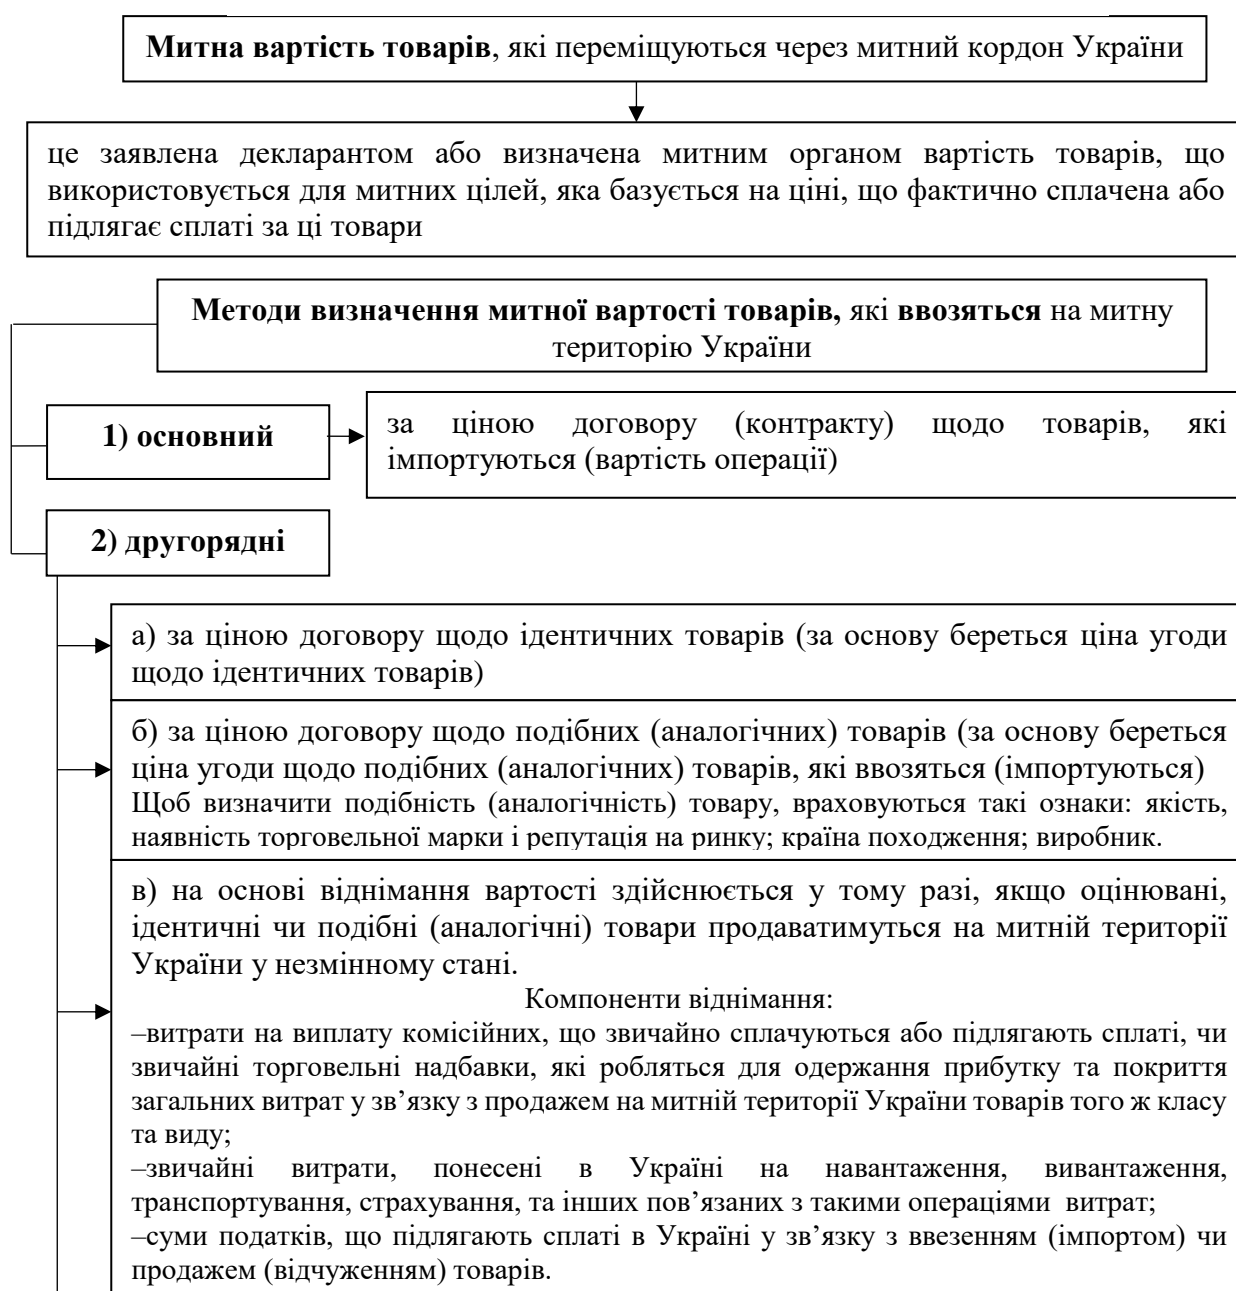 Митна вартість товарів, які переміщуються через митний кордон України
це заявлена декларантом або визначена митним органом вартість товарів, що
використовується для митних цілей, яка базується на ціні, що фактично сплачена або
підлягає сплаті за ці товари
Методи визначення митної вартості товарів, які ввозяться на митну
територію України
1) основний
за ціною договору (контракту) щодо товарів, які
імпортуються (вартість операції)
2) другорядні
а) за ціною договору щодо ідентичних товарів (за основу береться ціна угоди
щодо ідентичних товарів)
б) за ціною договору щодо подібних (аналогічних) товарів (за основу береться
ціна угоди щодо подібних (аналогічних) товарів, які ввозяться (імпортуються)
Щоб визначити подібність (аналогічність) товару, враховуються такі ознаки: якість,
наявність торговельної марки і репутація на ринку; країна походження; виробник.
в) на основі віднімання вартості здійснюється у тому разі, якщо оцінювані,
ідентичні чи подібні (аналогічні) товари продаватимуться на митній території
України у незмінному стані.
Компоненти віднімання:
–витрати на виплату комісійних, що звичайно сплачуються або підлягають сплаті, чи
звичайні торговельні надбавки, які робляться для одержання прибутку та покриття
загальних витрат у зв’язку з продажем на митній території України товарів того ж класу
та виду;
–звичайні витрати, понесені в Україні на навантаження, вивантаження,
транспортування, страхування, та інших пов’язаних з такими операціями витрат;
–суми податків, що підлягають сплаті в Україні у зв’язку з ввезенням (імпортом) чи
продажем (відчуженням) товарів.